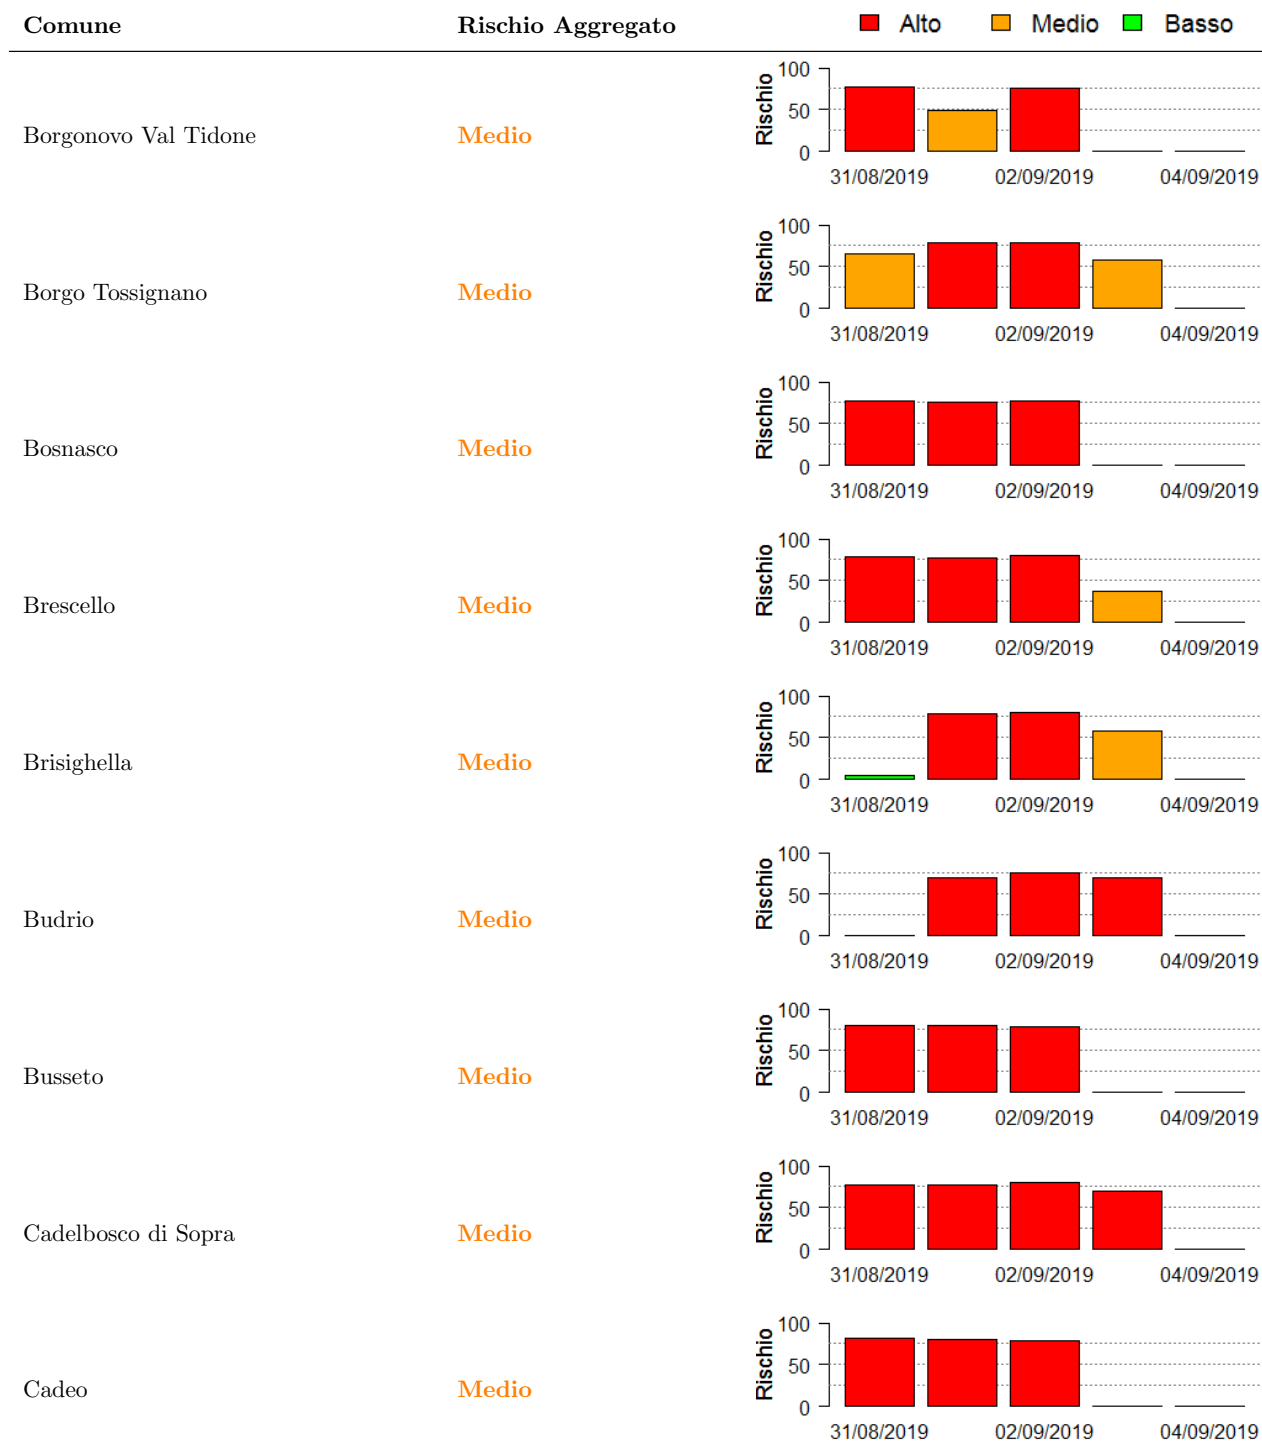 Comune Rischio Aggregato Alto Medio Basso
Borgonovo Val Tidone Medio Rischio 100 50 0
31/08/2019 02/09/2019 04/09/2019
Borgo Tossignano Medio Rischio 100 50 0
31/08/2019 02/09/2019 04/09/2019
Bosnasco Medio Rischio 100 50 0
31/08/2019 02/09/2019 04/09/2019
Brescello Medio Rischio 100 50 0
31/08/2019 02/09/2019 04/09/2019
Brisighella Medio Rischio 100 50 0
31/08/2019 02/09/2019 04/09/2019
Budrio Medio Rischio 100 50 0
31/08/2019 02/09/2019 04/09/2019
Busseto Medio Rischio 100 50 0
31/08/2019 02/09/2019 04/09/2019
Cadelbosco di Sopra Medio Rischio 100 50 0
31/08/2019 02/09/2019 04/09/2019
Cadeo Medio Rischio 100 50 0
31/08/2019 02/09/2019 04/09/2019